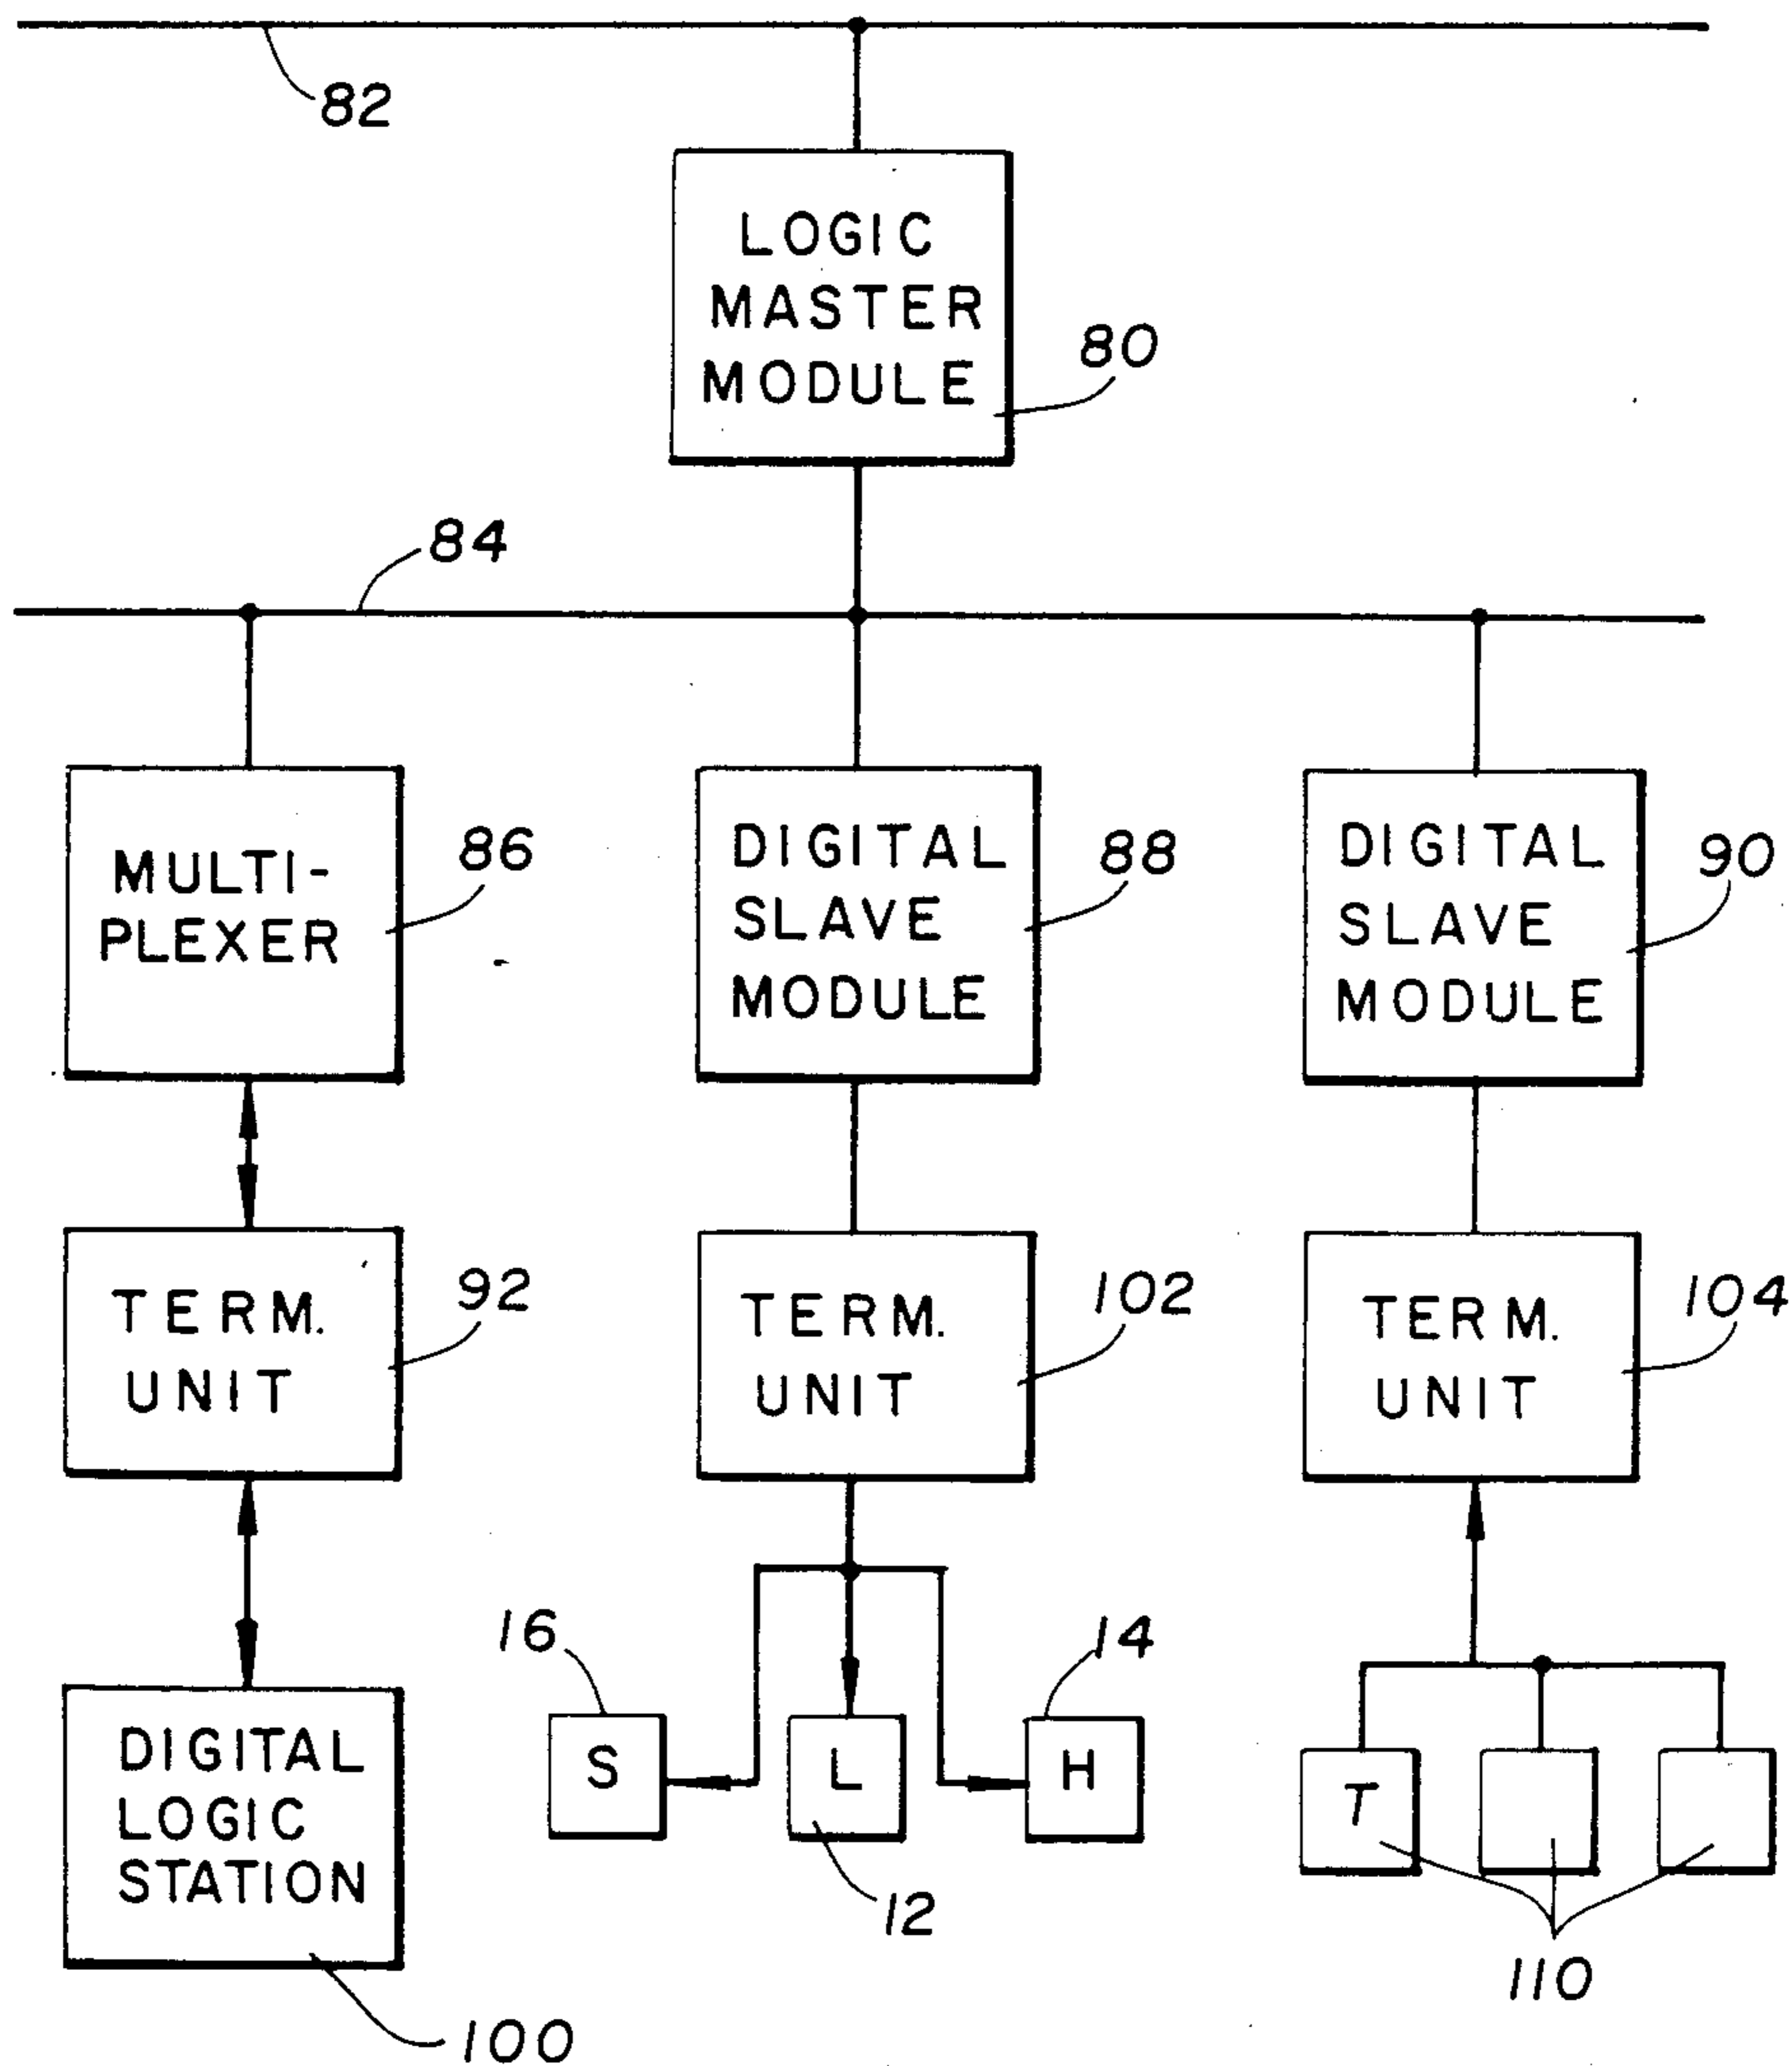 82
LOGIC
MASTER
MODULE
80
84
MULTI-
PLEXER
86
DIGITAL
SLAVE
MODULE
88
DIGITAL
SLAVE
MODULE
90
TERM.
UNIT
92
TERM.
UNIT
102
TERM.
UNIT
104
16
14
S
L
H
T
DIGITAL
LOGIC
STATION
12
110
100